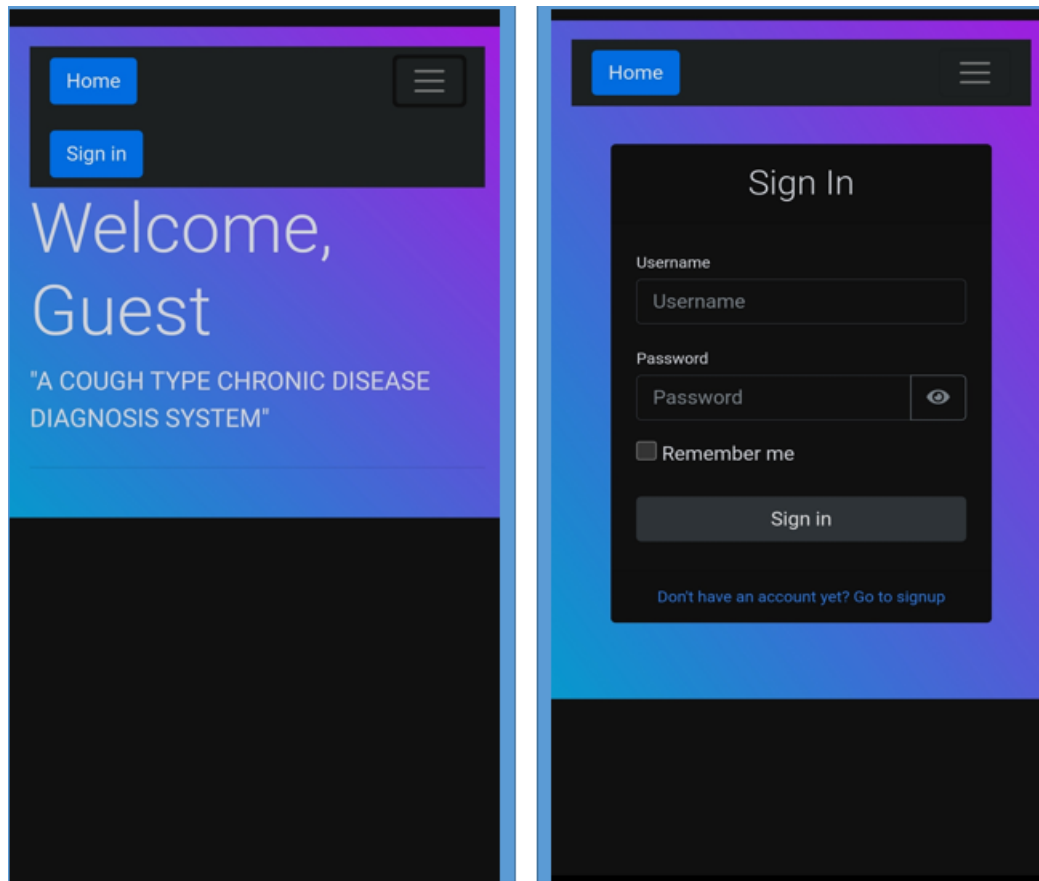 Home
Sign in
Welcome,
Guest
"A COUGH TYPE CHRONIC DISEASE
DIAGNOSIS SYSTEM"
Home
Sign In
Username
Username
Password
Password
Remember me
Sign in
Don't have an account yet? Go to signup